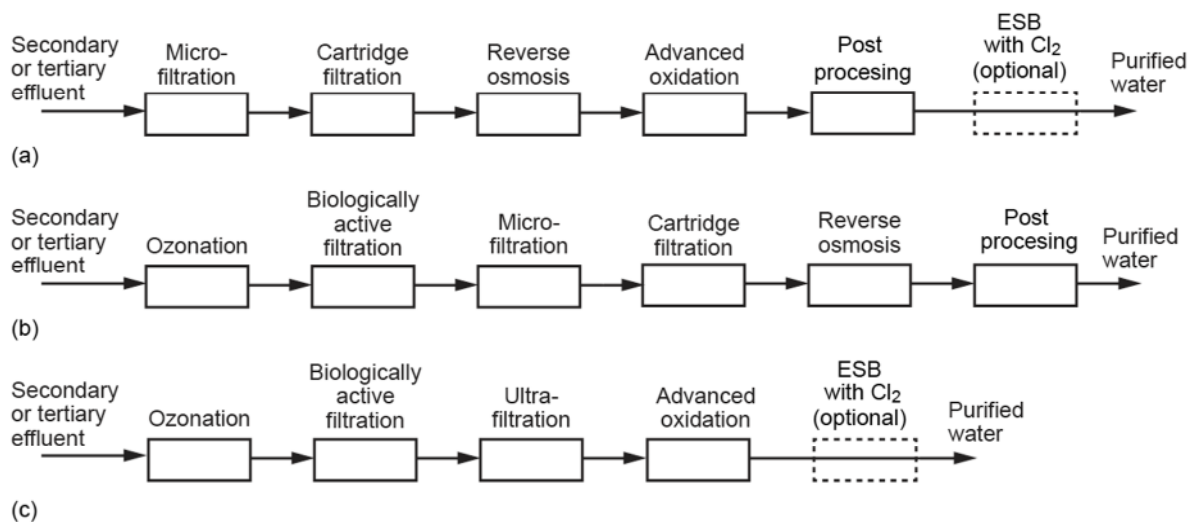 Secondary
or tertiary
effluent
Micro-
filtration
Cartridge
filtration
Reverse
osmosis
Advanced
oxidation
Post
procesing
ESB
with Cl₂
(optional)
Purified
water
(a)
Secondary
or tertiary
effluent
Ozonation
Biologically
active
filtration
Micro-
filtration
Cartridge
filtration
Reverse
osmosis
Post
procesing
Purified
water
(b)
Secondary
or tertiary
effluent
Ozonation
Biologically
active
filtration
Ultra-
filtration
Advanced
oxidation
ESB
with Cl₂
(optional)
Purified
water
(c)